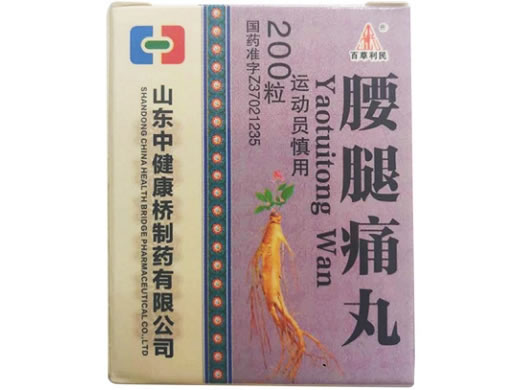 百草利民
腰腿痛丸
Yaotuitong Wan
运动员慎用
200粒
国药准字Z37021235
山东中健康桥制药有限公司
SHANDONG CHINA HEALTH BRIDGE PHARMACEUTICAL CO., LTD